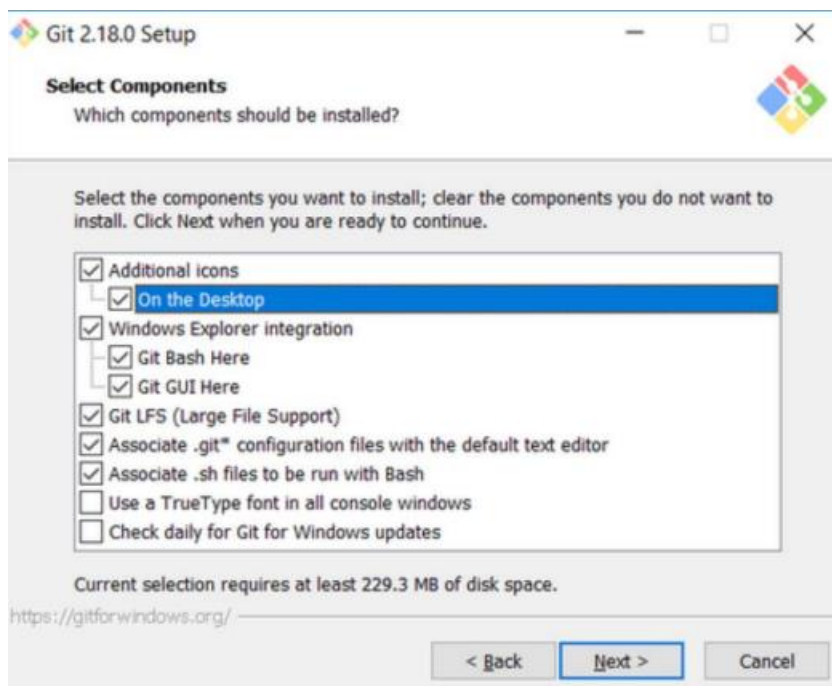 Git 2.18.0 Setup
Select Components
Which components should be installed?
Select the components you want to install; clear the components you do not want to
install. Click Next when you are ready to continue.
Additional icons
On the Desktop
Windows Explorer integration
Git Bash Here
Git GUI Here
Git LFS (Large File Support)
Associate .git* configuration files with the default text editor
Associate .sh files to be run with Bash
Use a TrueType font in all console windows
Check daily for Git for Windows updates
Current selection requires at least 229.3 MB of disk space.
https://gitforwindows.org/
< Back
Next >
Cancel